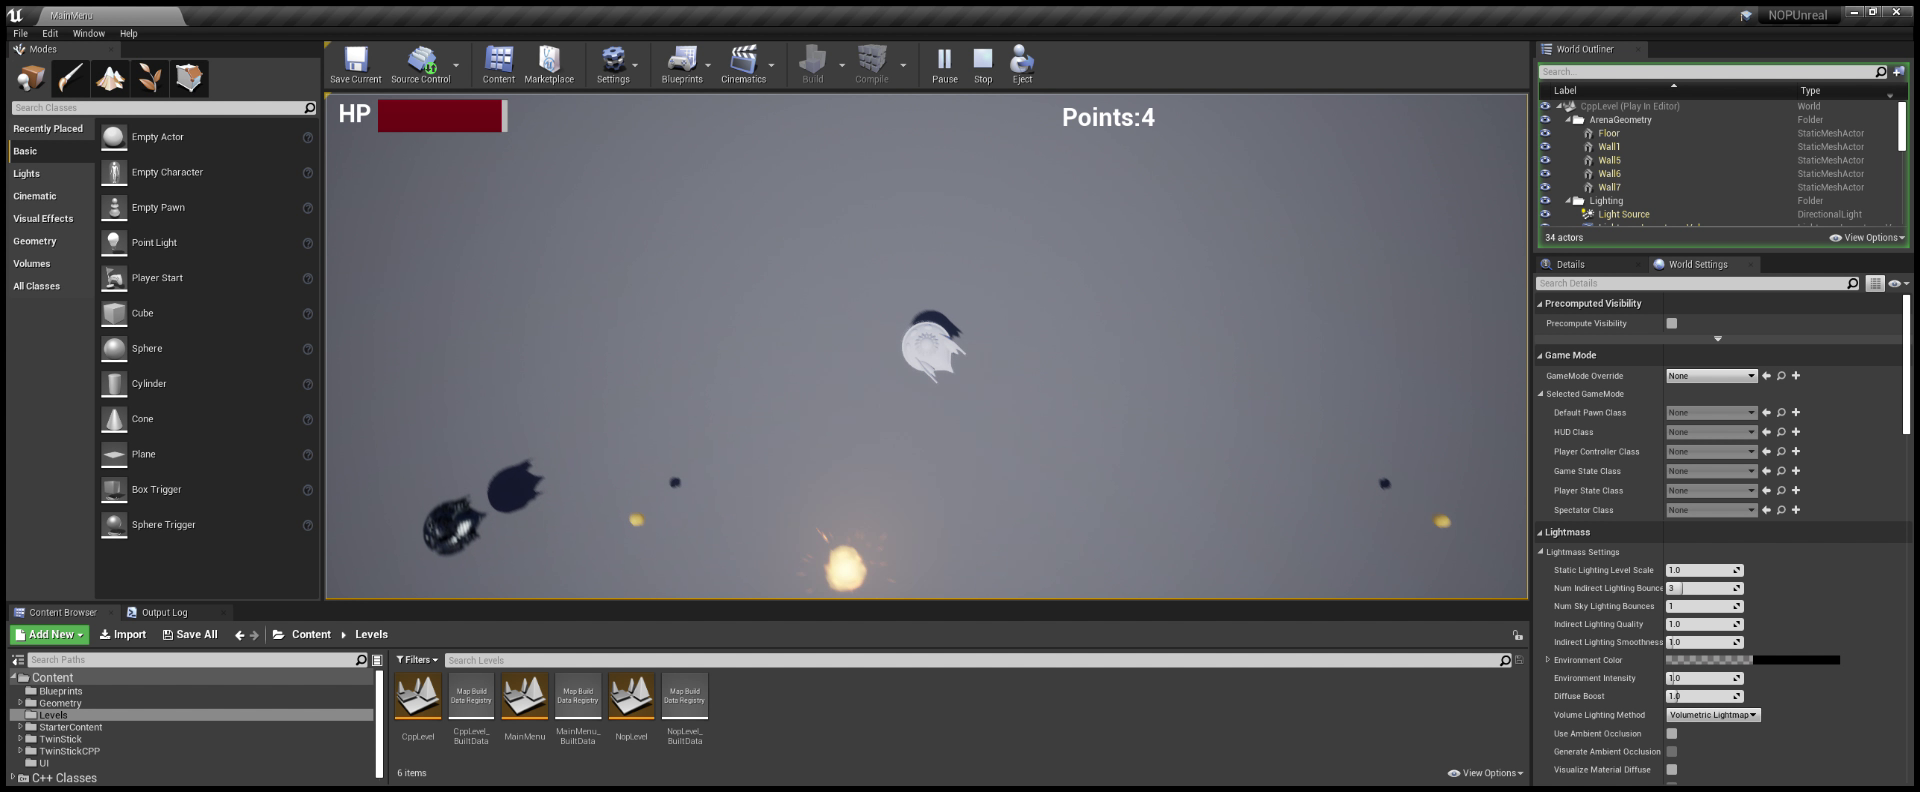 MainMenu
NOPUnreal
File Edit Window Help
Modes
Search Classes
Recently Placed
Basic
Lights
Cinematic
Visual Effects
Geometry
Volumes
All Classes
Empty Actor
Empty Character
Empty Pawn
Point Light
Player Start
Cube
Sphere
Cylinder
Cone
Plane
Box Trigger
Sphere Trigger
Save Current Source Control Content Marketplace Settings Blueprints Cinematics Build Compile Pause Stop Eject
HP
Points:4
World Outliner
Search...
Label Type
CppLevel (Play In Editor) World
ArenaGeometry Folder
Floor StaticMeshActor
Wall1 StaticMeshActor
Wall5 StaticMeshActor
Wall6 StaticMeshActor
Wall7 StaticMeshActor
Lighting Folder
Light Source DirectionalLight
34 actors View Options
Details World Settings
Search Details
Precomputed Visibility
Precompute Visibility
Game Mode
GameMode Override None
Selected GameMode
Default Pawn Class None
HUD Class None
Player Controller Class None
Game State Class None
Player State Class None
Spectator Class None
Lightmass
Lightmass Settings
Static Lighting Level Scale 1.0
Num Indirect Lighting Bounce 3
Num Sky Lighting Bounces 1
Indirect Lighting Quality 1.0
Indirect Lighting Smoothness 1.0
Environment Color
Environment Intensity 1.0
Diffuse Boost 1.0
Volume Lighting Method Volumetric Lightmap
Use Ambient Occlusion
Generate Ambient Occlusion
Visualize Material Diffuse
Content Browser Output Log
Add New Import Save All Content Levels
Search Paths
Content
Blueprints
Geometry
Levels
StarterContent
TwinStick
TwinStickCPP
UI
C++ Classes
Filters Search Levels
Map Build
Data Registry
Map Build
Data Registry
Map Build
Data Registry
CppLevel
CppLevel_
BuiltData
MainMenu
MainMenu_
BuiltData
NopLevel
NopLevel_
BuiltData
6 items View Options